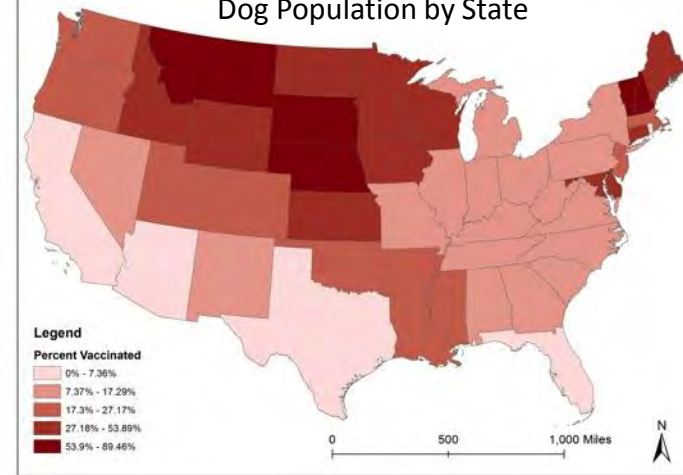 Dog Population by State
Legend
Percent Vaccinated
0% - 7.36%
7.37% - 17.29%
17.3% - 27.17%
27.18% - 53.89%
53.9% - 89.46%
0 500 1,000 Miles
N